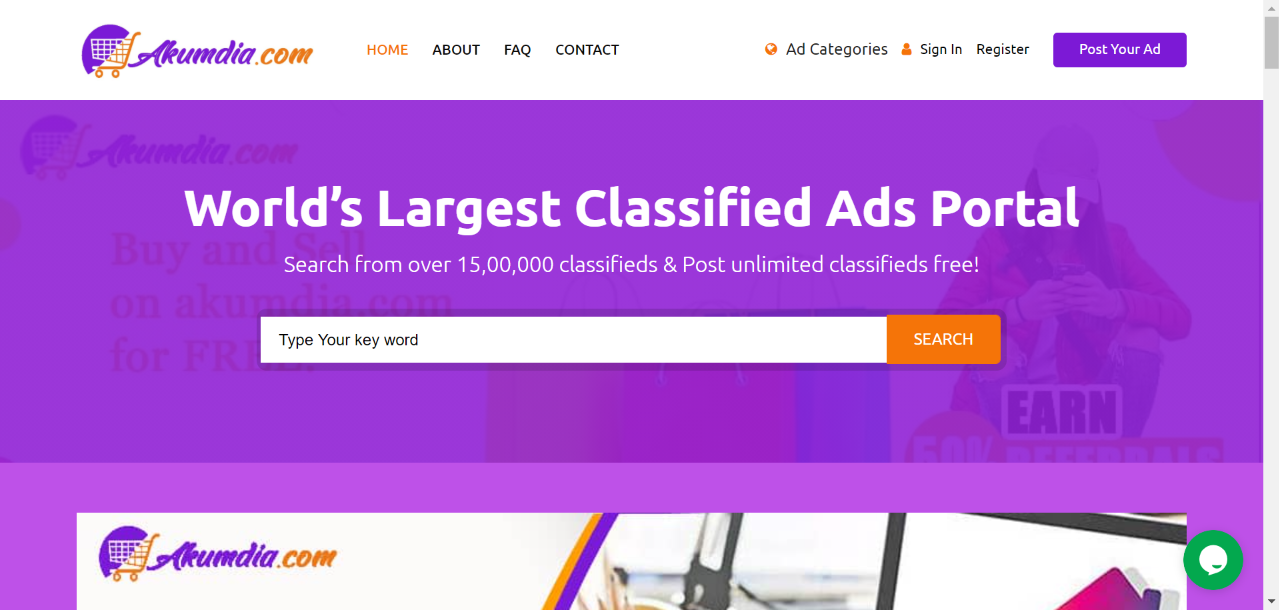 Akumdia.com
HOME ABOUT FAQ CONTACT Ad Categories Sign In Register Post Your Ad
Akumdia.com
World’s Largest Classified Ads Portal
Buy and Sell
Search from over 15,00,000 classifieds & Post unlimited classifieds free!
on akumdia.com
Type Your key word SEARCH
for FREE.
EARN
50K REFERRALS
Akumdia.com